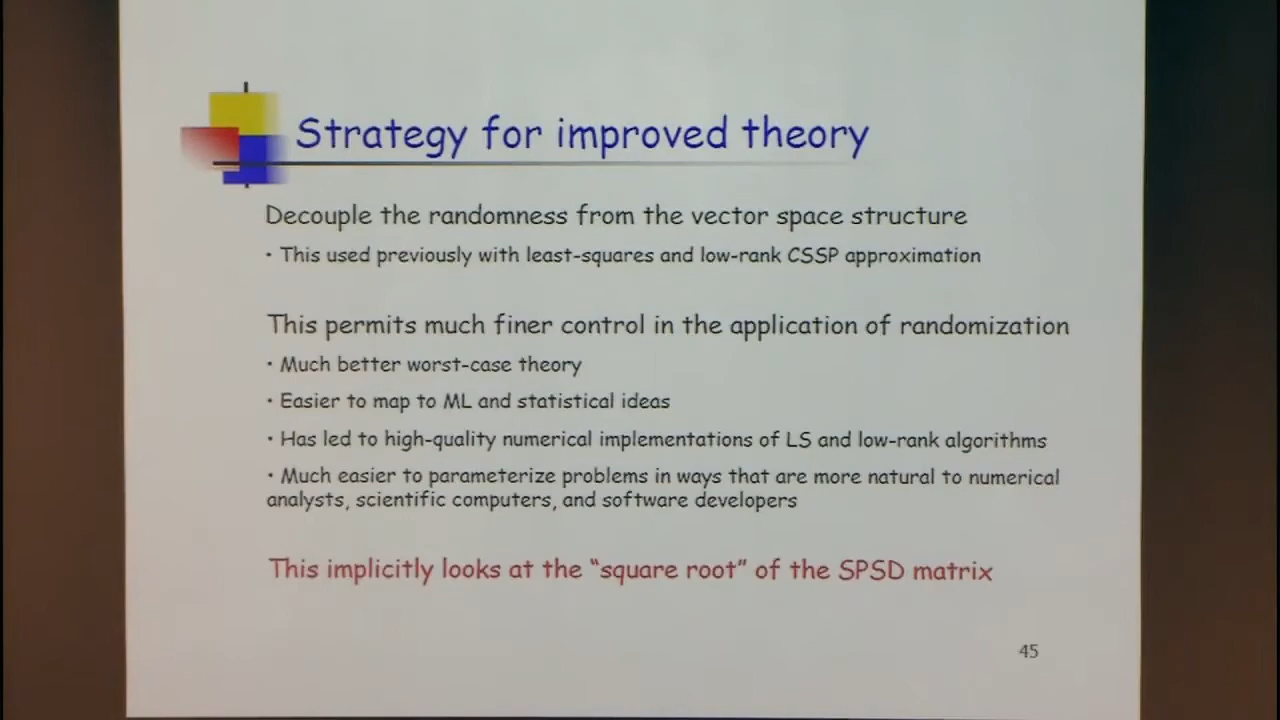 Strategy for improved theory
Decouple the randomness from the vector space structure
• This used previously with least-squares and low-rank CSSP approximation
This permits much finer control in the application of randomization
• Much better worst-case theory
• Easier to map to ML and statistical ideas
• Has led to high-quality numerical implementations of LS and low-rank algorithms
• Much easier to parameterize problems in ways that are more natural to numerical
analysts, scientific computers, and software developers
This implicitly looks at the “square root” of the SPSD matrix
45